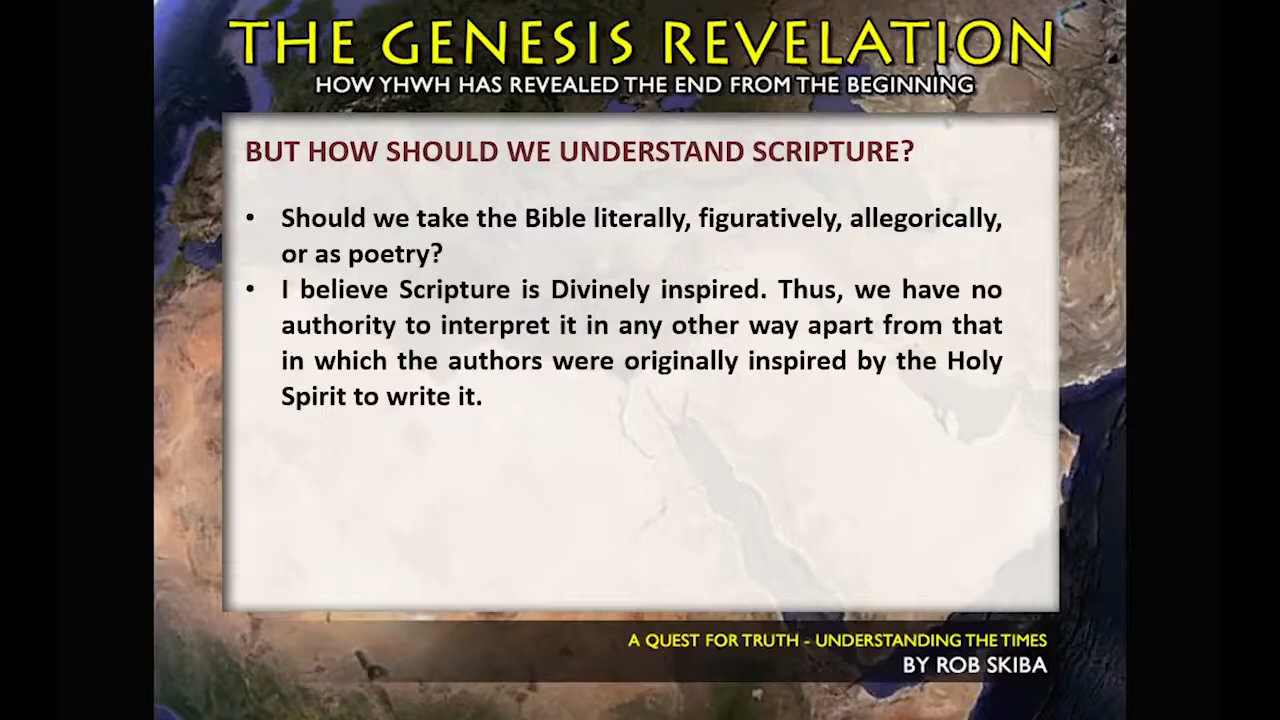 THE GENESIS REVELATION
HOW YHWH HAS REVEALED THE END FROM THE BEGINNING
BUT HOW SHOULD WE UNDERSTAND SCRIPTURE?
• Should we take the Bible literally, figuratively, allegorically,
or as poetry?
• I believe Scripture is Divinely inspired. Thus, we have no
authority to interpret it in any other way apart from that
in which the authors were originally inspired by the Holy
Spirit to write it.
A QUEST FOR TRUTH - UNDERSTANDING THE TIMES
BY ROB SKIBA